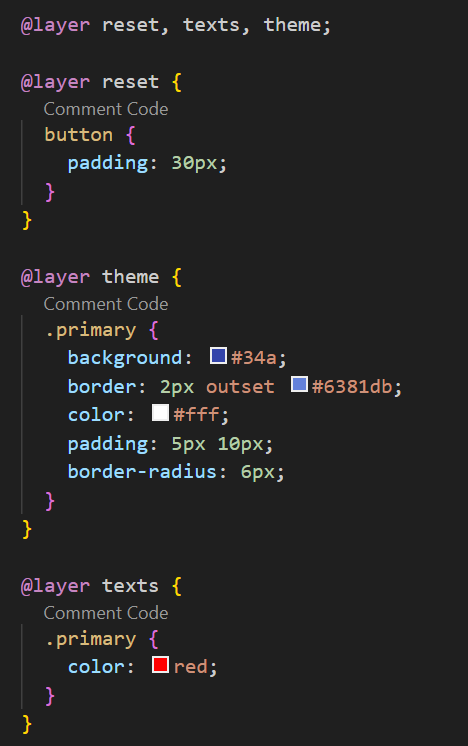 @layer reset, texts, theme;
@layer reset {
Comment Code
button {
padding: 30px;
}
}
@layer theme {
Comment Code
.primary {
background: #34a;
border: 2px outset #6381db;
color: #fff;
padding: 5px 10px;
border-radius: 6px;
}
}
@layer texts {
Comment Code
.primary {
color: red;
}
}